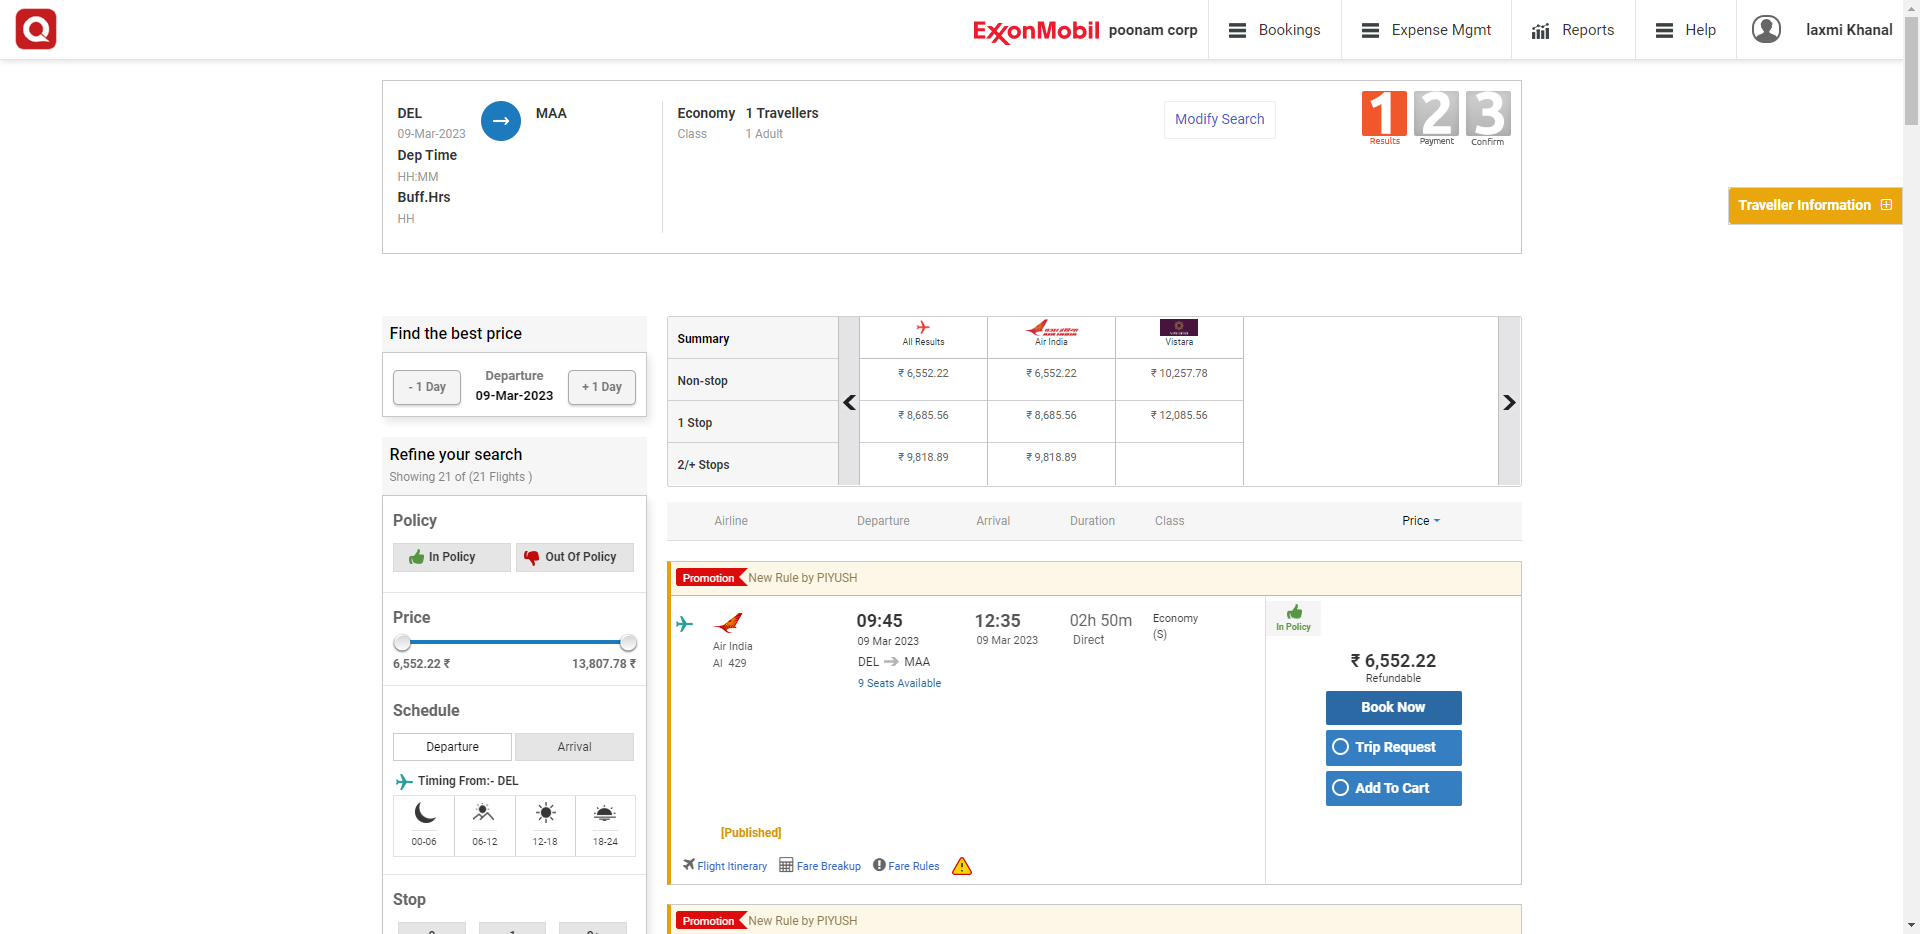 Q
ExxonMobil poonam corp
Bookings
Expense Mgmt
Reports
Help
laxmi Khanal
DEL
09-Mar-2023
MAA
Dep Time
HH:MM
Buff.Hrs
HH
Economy 1 Travellers
Class 1 Adult
Modify Search
1 2 3
Results Payment Confirm
Traveller Information
Find the best price
- 1 Day
Departure
09-Mar-2023
+ 1 Day
Refine your search
Showing 21 of (21 Flights )
Policy
In Policy
Out Of Policy
Price
6,552.22 ₹ 13,807.78 ₹
Schedule
Departure Arrival
Timing From:- DEL
00-06 06-12 12-18 18-24
Stop
Summary All Results Air India Vistara
Non-stop ₹ 6,552.22 ₹ 6,552.22 ₹ 10,257.78
1 Stop ₹ 8,685.56 ₹ 8,685.56 ₹ 12,085.56
2/+ Stops ₹ 9,818.89 ₹ 9,818.89
Airline Departure Arrival Duration Class Price
Promotion New Rule by PIYUSH
Air India
AI 429
09:45
09 Mar 2023
DEL MAA
9 Seats Available
12:35
09 Mar 2023
02h 50m
Direct
Economy
(S)
In Policy
₹ 6,552.22
Refundable
Book Now
Trip Request
Add To Cart
[Published]
Flight Itinerary Fare Breakup Fare Rules
Promotion New Rule by PIYUSH